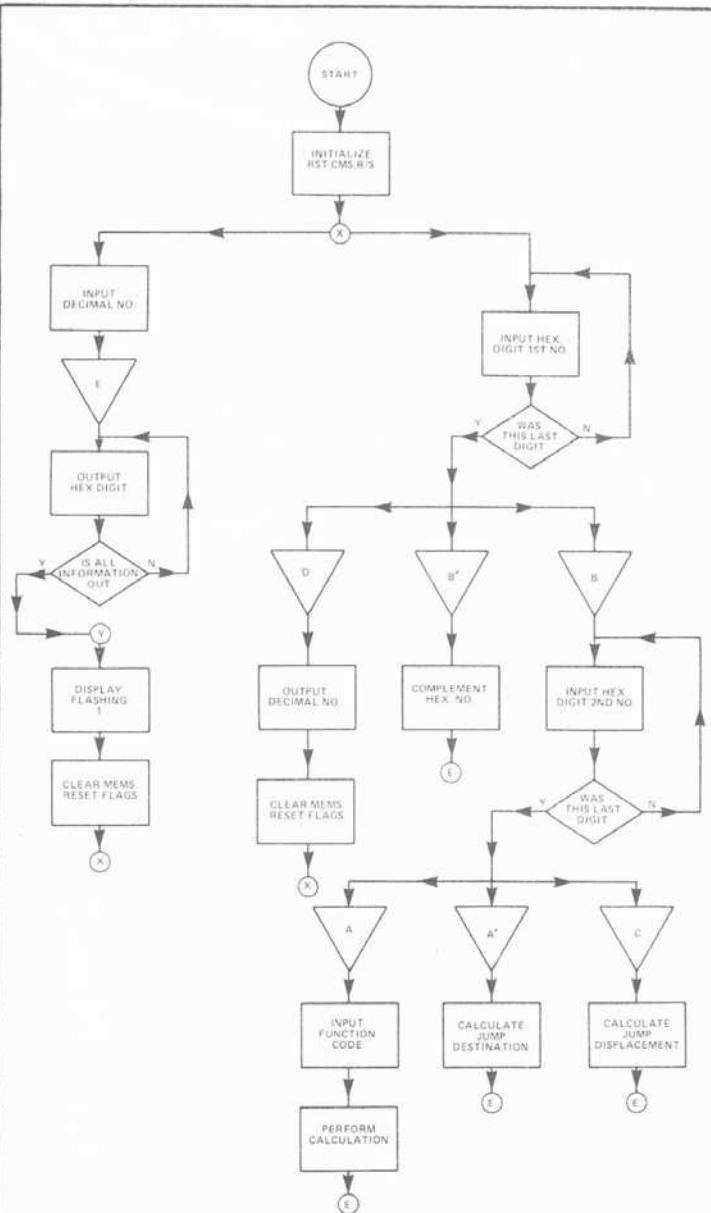 START
INITIALIZE
RST,CMS,R/S
X
INPUT
DECIMAL NO.
E
OUTPUT
HEX DIGIT
Y
IS ALL
INFORMATION
OUT
N
Y
DISPLAY
FLASHING
1
CLEAR MEMS.
RESET FLAGS
X
INPUT HEX.
DIGIT 1ST NO.
Y
WAS
THIS LAST
DIGIT
N
D
B'
B
OUTPUT
DECIMAL NO.
CLEAR MEMS
RESET FLAGS
X
COMPLEMENT
HEX. NO.
E
INPUT HEX
DIGIT 2ND NO.
Y
WAS
THIS LAST
DIGIT
N
A
A'
C
INPUT
FUNCTION
CODE
PERFORM
CALCULATION
E
CALCULATE
JUMP
DESTINATION
E
CALCULATE
JUMP
DISPLACEMENT
E